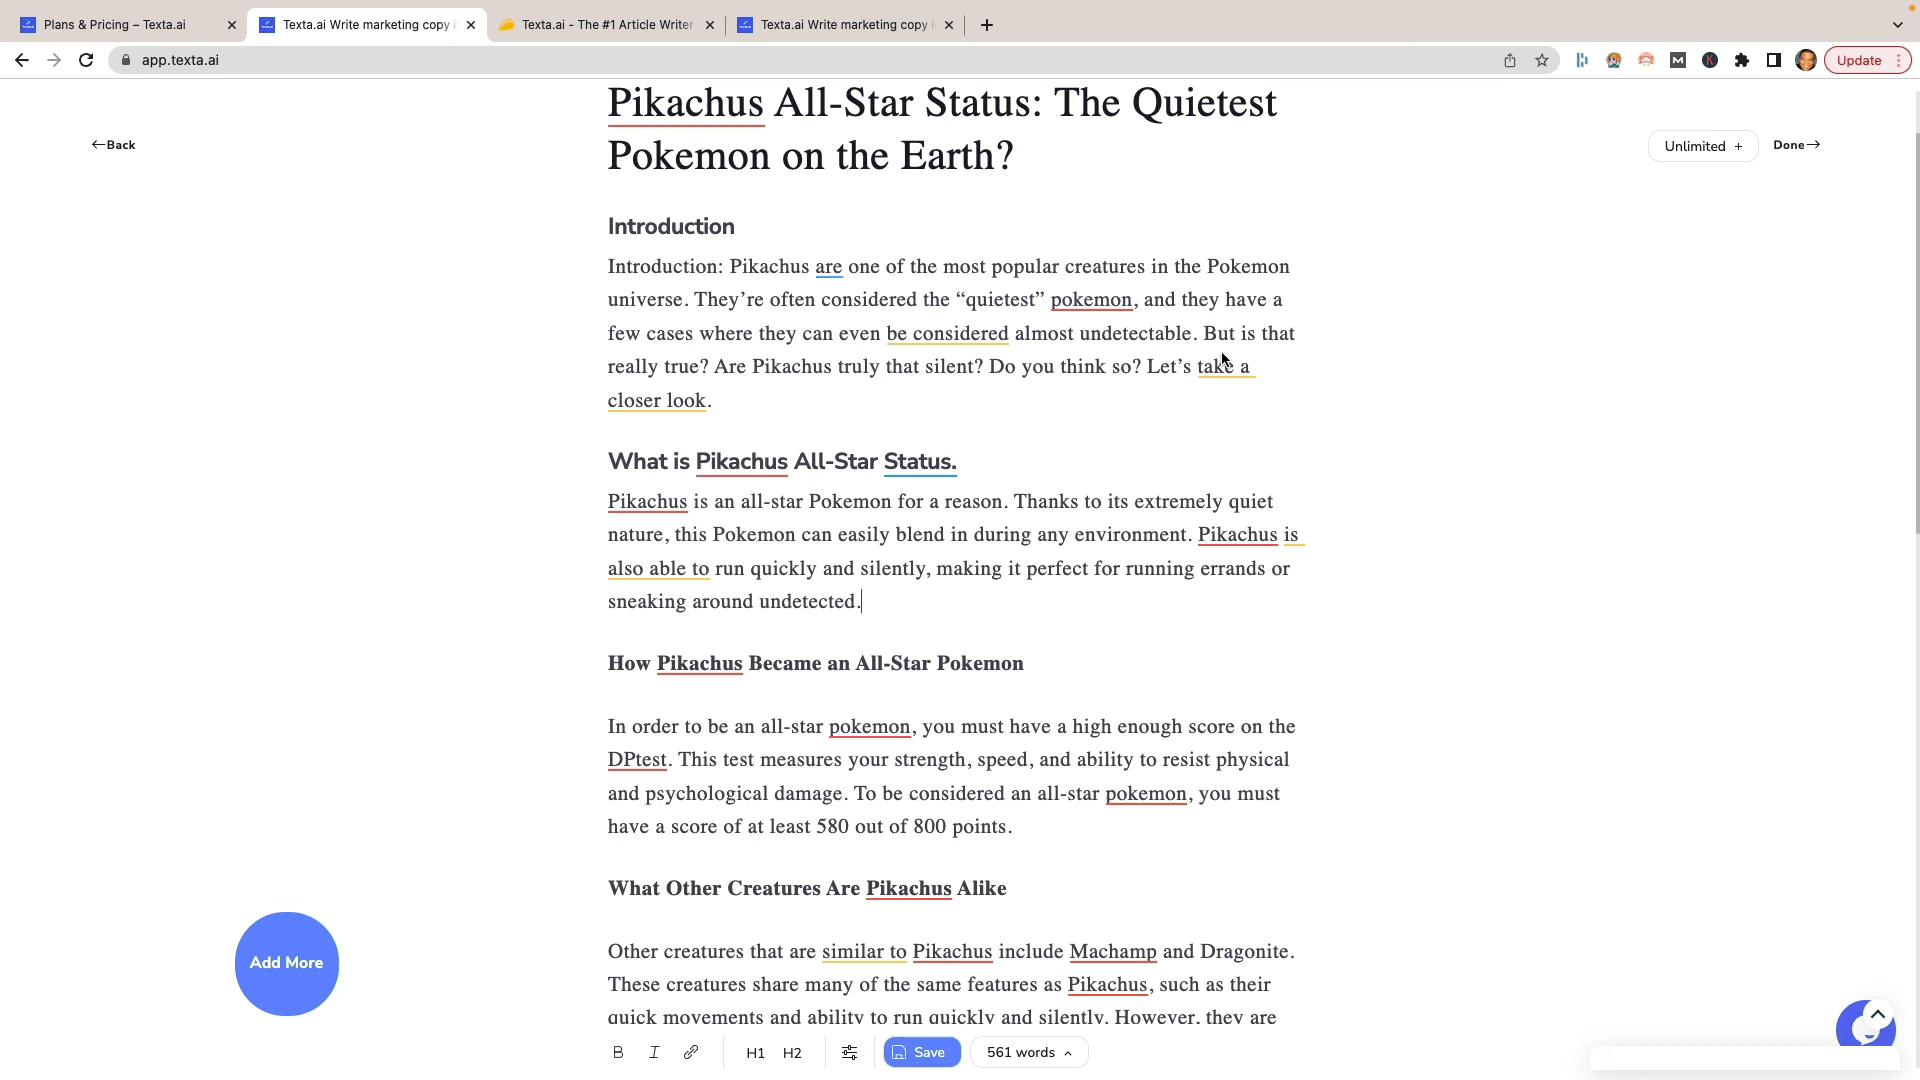 Plans & Pricing – Texta.ai
Texta.ai Write marketing copy i
Texta.ai - The #1 Article Writer
Texta.ai Write marketing copy i
app.texta.ai
Update
Pikachus All-Star Status: The Quietest
Pokemon on the Earth?
←Back
Unlimited +
Done→
Introduction
Introduction: Pikachus are one of the most popular creatures in the Pokemon
universe. They’re often considered the “quietest” pokemon, and they have a
few cases where they can even be considered almost undetectable. But is that
really true? Are Pikachus truly that silent? Do you think so? Let’s take a
closer look.
What is Pikachus All-Star Status.
Pikachus is an all-star Pokemon for a reason. Thanks to its extremely quiet
nature, this Pokemon can easily blend in during any environment. Pikachus is
also able to run quickly and silently, making it perfect for running errands or
sneaking around undetected.
How Pikachus Became an All-Star Pokemon
In order to be an all-star pokemon, you must have a high enough score on the
DPtest. This test measures your strength, speed, and ability to resist physical
and psychological damage. To be considered an all-star pokemon, you must
have a score of at least 580 out of 800 points.
What Other Creatures Are Pikachus Alike
Add More
Other creatures that are similar to Pikachus include Machamp and Dragonite.
These creatures share many of the same features as Pikachus, such as their
quick movements and ability to run quickly and silently. However, they are
B
I
H1
H2
Save
561 words